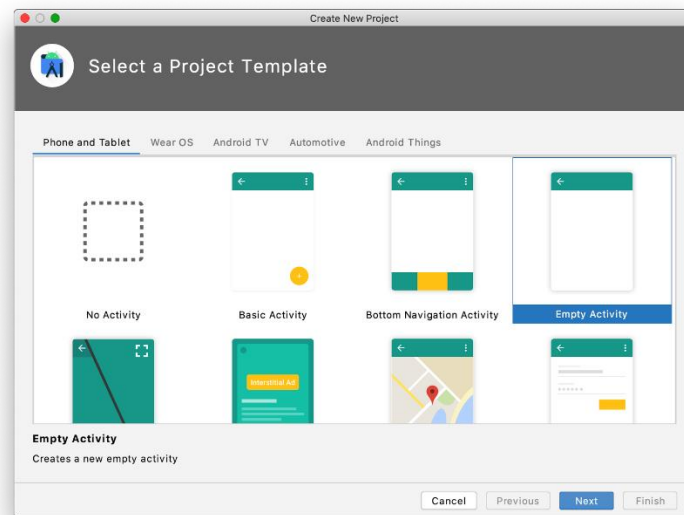 Create New Project
Select a Project Template
Phone and Tablet Wear OS Android TV Automotive Android Things
No Activity Basic Activity Bottom Navigation Activity Empty Activity
Interstitial Ad
Empty Activity
Creates a new empty activity
Cancel Previous Next Finish